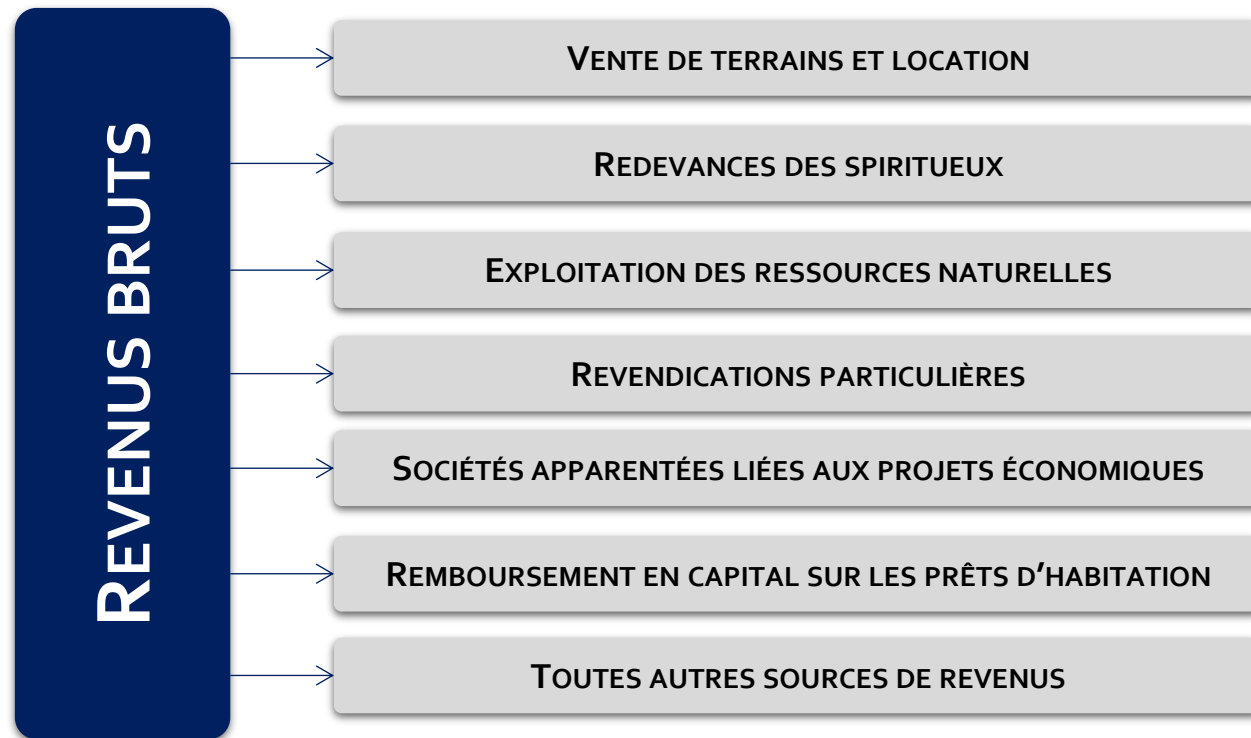 REVENUS BRUTS
VENTE DE TERRAINS ET LOCATION
REDEVANCES DES SPIRITUEUX
EXPLOITATION DES RESSOURCES NATURELLES
REVENDICATIONS PARTICULIÈRES
SOCIÉTÉS APPARENTÉES LIÉES AUX PROJETS ÉCONOMIQUES
REMBOURSEMENT EN CAPITAL SUR LES PRÊTS D'HABITATION
TOUTES AUTRES SOURCES DE REVENUS